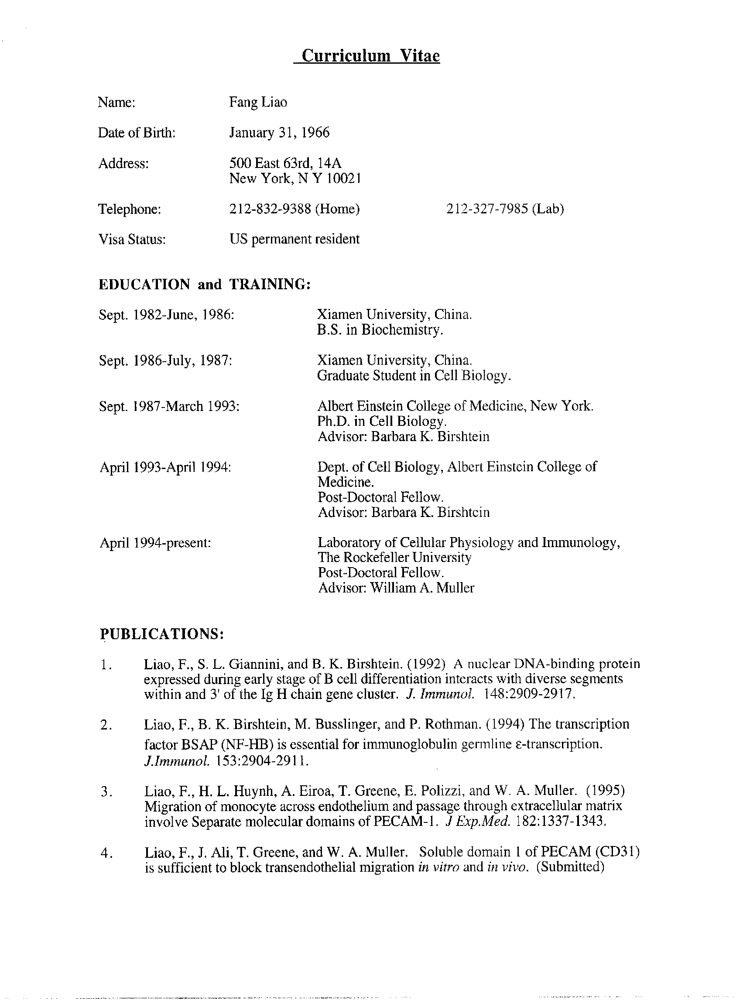 Curriculum Vitae
Name: Fang Liao
Date of Birth: January 31, 1966
Address: 500 East 63rd, 14A
New York, N Y 10021
Telephone: 212-832-9388 (Home) 212-327-7985 (Lab)
Visa Status: US permanent resident
EDUCATION and TRAINING:
Sept. 1982-June, 1986: Xiamen University, China.
B.S. in Biochemistry.
Sept. 1986-July, 1987: Xiamen University, China.
Graduate Student in Cell Biology.
Sept. 1987-March 1993: Albert Einstein College of Medicine, New York.
Ph.D. in Cell Biology.
Advisor: Barbara K. Birshtein
April 1993-April 1994: Dept. of Cell Biology, Albert Einstein College of
Medicine.
Post-Doctoral Fellow.
Advisor: Barbara K. Birshtein
April 1994-present: Laboratory of Cellular Physiology and Immunology,
The Rockefeller University
Post-Doctoral Fellow.
Advisor: William A. Muller
PUBLICATIONS:
1. Liao, F., S. L. Giannini, and B. K. Birshtein. (1992) A nuclear DNA-binding protein
expressed during early stage of B cell differentiation interacts with diverse segments
within and 3' of the Ig H chain gene cluster. J. Immunol. 148:2909-2917.
2. Liao, F., B. K. Birshtein, M. Busslinger, and P. Rothman. (1994) The transcription
factor BSAP (NF-HB) is essential for immunoglobulin germline ε-transcription.
J.Immunol. 153:2904-2911.
3. Liao, F., H. L. Huynh, A. Eiroa, T. Greene, E. Polizzi, and W. A. Muller. (1995)
Migration of monocyte across endothelium and passage through extracellular matrix
involve Separate molecular domains of PECAM-1. J Exp.Med. 182:1337-1343.
4. Liao, F., J. Ali, T. Greene, and W. A. Muller. Soluble domain 1 of PECAM (CD31)
is sufficient to block transendothelial migration in vitro and in vivo. (Submitted)